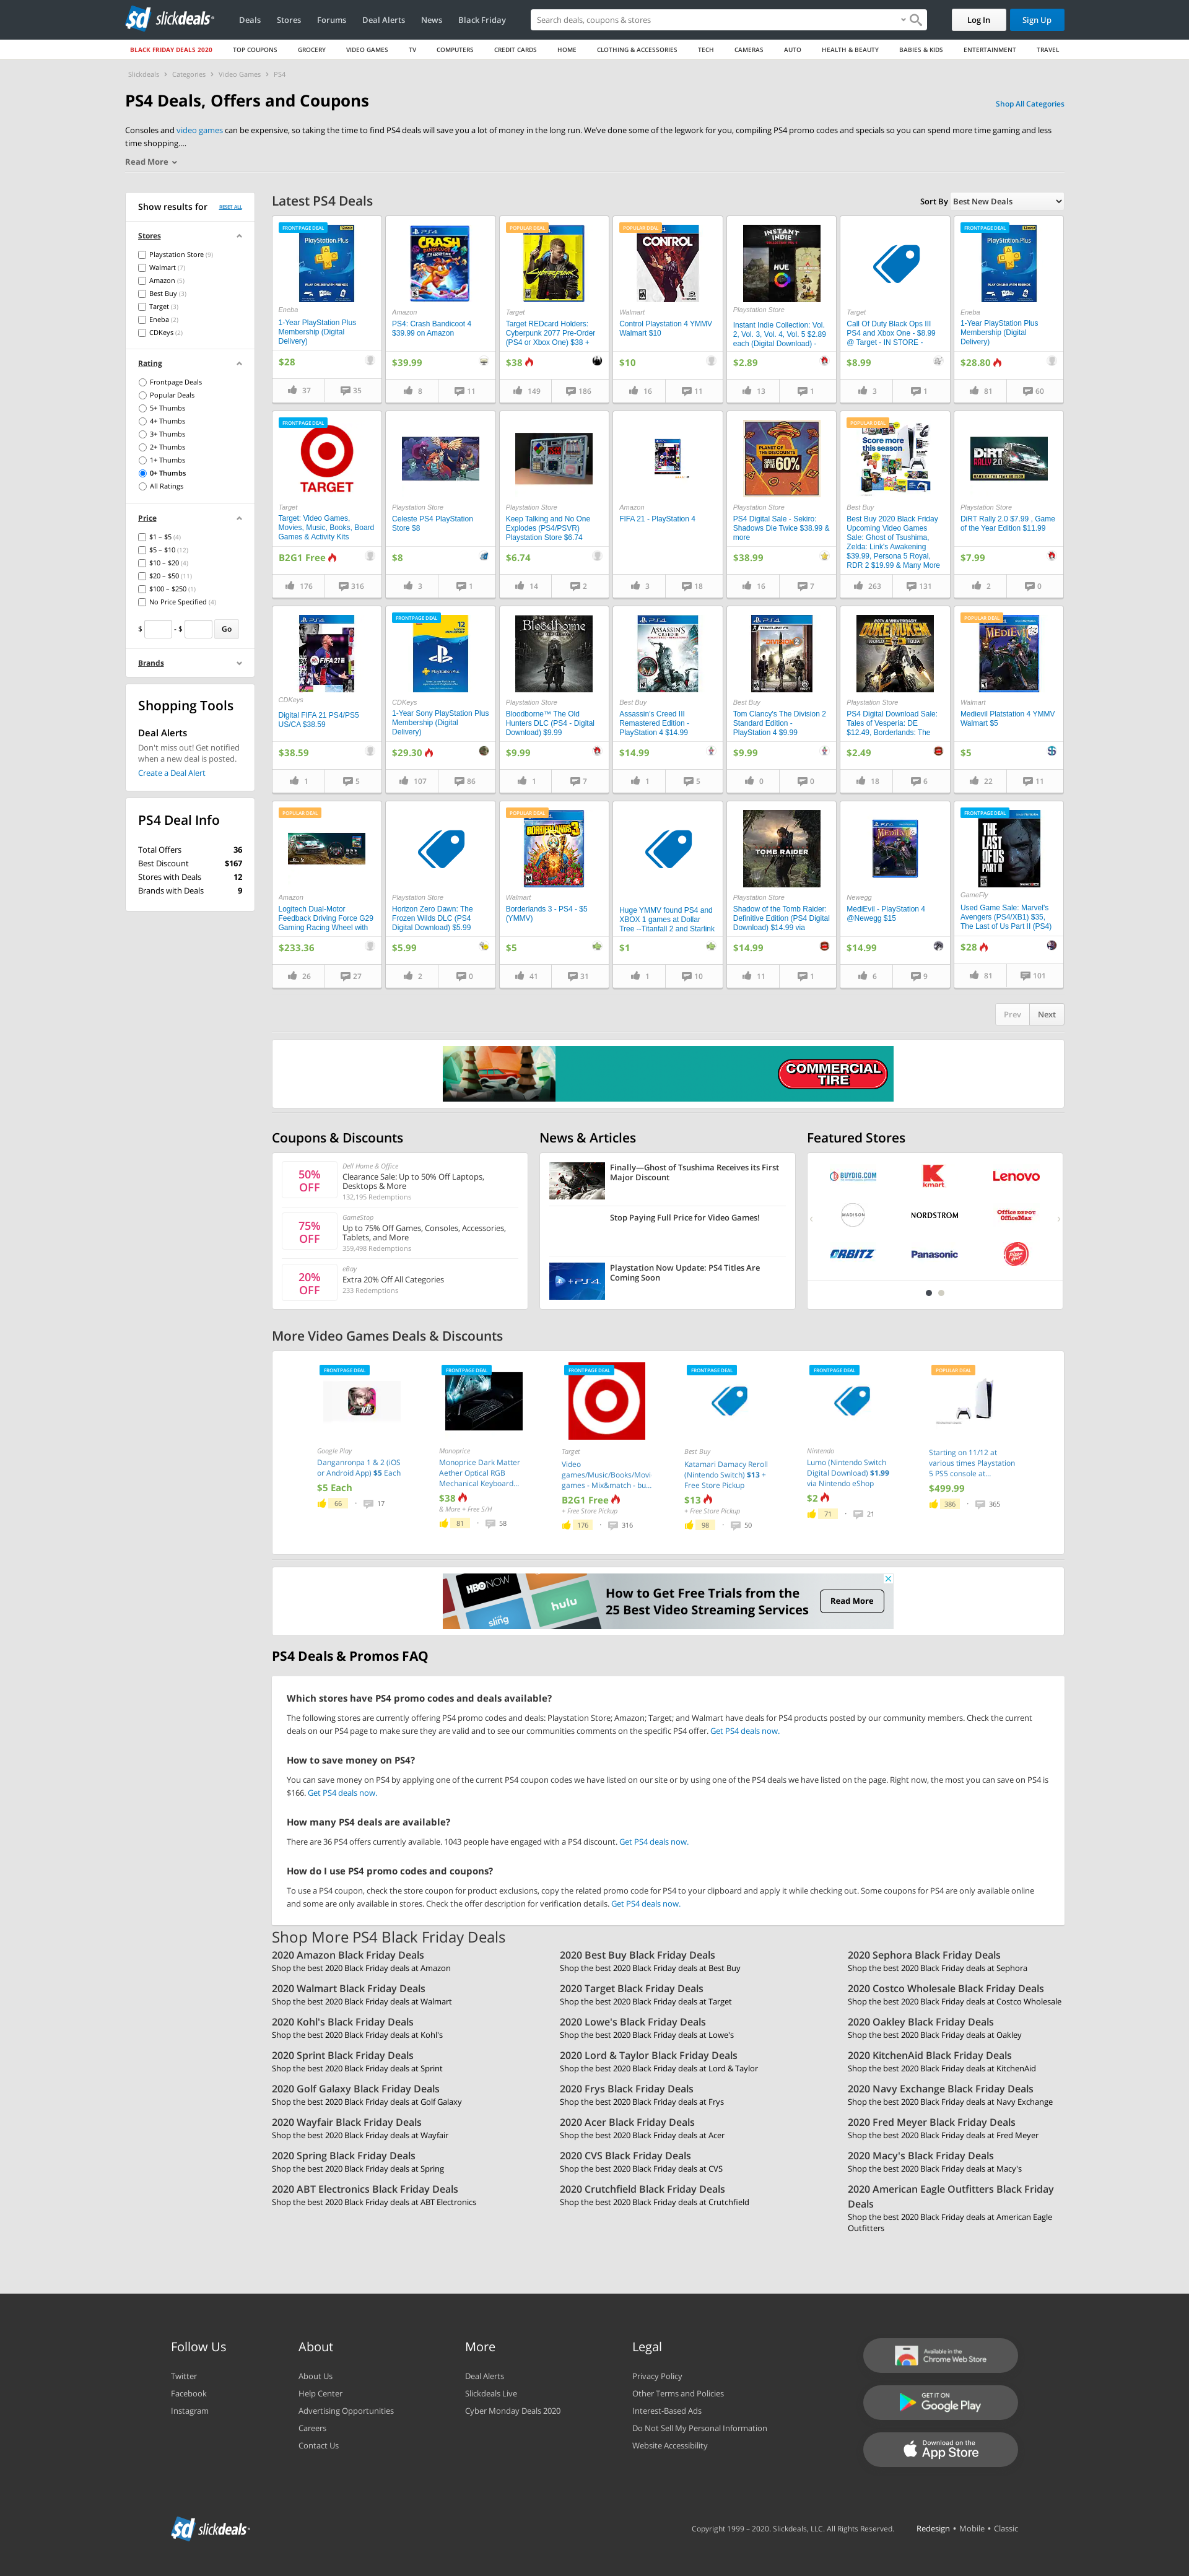 slickdeals
Deals Stores Forums Deal Alerts News Black Friday
Search deals, coupons & stores
Log In Sign Up
BLACK FRIDAY DEALS 2020 TOP COUPONS GROCERY VIDEO GAMES TV COMPUTERS CREDIT CARDS HOME CLOTHING & ACCESSORIES TECH CAMERAS AUTO HEALTH & BEAUTY BABIES & KIDS ENTERTAINMENT TRAVEL
Slickdeals > Categories > Video Games > PS4
PS4 Deals, Offers and Coupons
Shop All Categories
Consoles and video games can be expensive, so taking the time to find PS4 deals will save you a lot of money in the long run. We've done some of the legwork for you, compiling PS4 promo codes and specials so you can spend more time gaming and less
time shopping....
Read More
Show results for RESET ALL
Stores
Playstation Store (9)
Walmart (7)
Amazon (5)
Best Buy (3)
Target (3)
Eneba (2)
CDKeys (2)
Rating
Frontpage Deals
Popular Deals
5+ Thumbs
4+ Thumbs
3+ Thumbs
2+ Thumbs
1+ Thumbs
0+ Thumbs
All Ratings
Price
$1 – $5 (4)
$5 – $10 (12)
$10 – $20 (4)
$20 – $50 (11)
$100 – $250 (1)
No Price Specified (4)
$ - $ Go
Brands
Shopping Tools
Deal Alerts
Don't miss out! Get notified
when a new deal is posted.
Create a Deal Alert
PS4 Deal Info
Total Offers 36
Best Discount $167
Stores with Deals 12
Brands with Deals 9
Latest PS4 Deals
Sort By Best New Deals
FRONTPAGE DEAL
Eneba
1-Year PlayStation Plus
Membership (Digital
Delivery)
$28
37 35
Amazon
PS4: Crash Bandicoot 4
$39.99 on Amazon
$39.99
8 11
POPULAR DEAL
Target
Target REDcard Holders:
Cyberpunk 2077 Pre-Order
(PS4 or Xbox One) $38 +
$38
149 186
POPULAR DEAL
CONTROL
Walmart
Control Playstation 4 YMMV
Walmart $10
$10
16 11
INSTANT
INDIE
HUE
Playstation Store
Instant Indie Collection: Vol.
2, Vol. 3, Vol. 4, Vol. 5 $2.89
each (Digital Download) -
$2.89
13 1
Target
Call Of Duty Black Ops III
PS4 and Xbox One - $8.99
@ Target - IN STORE -
$8.99
3 1
FRONTPAGE DEAL
Eneba
1-Year PlayStation Plus
Membership (Digital
Delivery)
$28.80
81 60
FRONTPAGE DEAL
TARGET
Target
Target: Video Games,
Movies, Music, Books, Board
Games & Activity Kits
B2G1 Free
176 316
Playstation Store
Celeste PS4 PlayStation
Store $8
$8
3 1
Playstation Store
Keep Talking and No One
Explodes (PS4/PSVR)
Playstation Store $6.74
$6.74
14 2
Amazon
FIFA 21 - PlayStation 4
3 18
PLANET OF
THE DISCOUNTS
SAVE UP TO 60%
Playstation Store
PS4 Digital Sale - Sekiro:
Shadows Die Twice $38.99 &
more
$38.99
16 7
POPULAR DEAL
Score more
this season
Best Buy
Best Buy 2020 Black Friday
Upcoming Video Games
Sale: Ghost of Tsushima,
Zelda: Link's Awakening
$39.99, Persona 5 Royal,
RDR 2 $19.99 & Many More
263 131
DiRT RALLY 2.0
Playstation Store
DiRT Rally 2.0 $7.99 , Game
of the Year Edition $11.99
$7.99
2 0
FIFA 21
CDKeys
Digital FIFA 21 PS4/PS5
US/CA $38.59
$38.59
1 5
FRONTPAGE DEAL
12
CDKeys
1-Year Sony PlayStation Plus
Membership (Digital
Delivery)
$29.30
107 86
Bloodborne
Playstation Store
Bloodborne™ The Old
Hunters DLC (PS4 - Digital
Download) $9.99
$9.99
1 7
ASSASSIN'S
CREED III
Best Buy
Assassin's Creed III
Remastered Edition -
PlayStation 4 $14.99
$14.99
1 5
Best Buy
Tom Clancy's The Division 2
Standard Edition -
PlayStation 4 $9.99
$9.99
0 0
DUKE NUKEM
Playstation Store
PS4 Digital Download Sale:
Tales of Vesperia: DE
$12.49, Borderlands: The
$2.49
18 6
POPULAR DEAL
MEDIEVIL
Walmart
Medievil Platstation 4 YMMV
Walmart $5
$5
22 11
POPULAR DEAL
Amazon
Logitech Dual-Motor
Feedback Driving Force G29
Gaming Racing Wheel with
$233.36
26 27
Playstation Store
Horizon Zero Dawn: The
Frozen Wilds DLC (PS4
Digital Download) $5.99
$5.99
2 0
POPULAR DEAL
BORDERLANDS 3
Walmart
Borderlands 3 - PS4 - $5
(YMMV)
$5
41 31
Huge YMMV found PS4 and
XBOX 1 games at Dollar
Tree --Titanfall 2 and Starlink
$1
1 10
TOMB RAIDER
Playstation Store
Shadow of the Tomb Raider:
Definitive Edition (PS4 Digital
Download) $14.99 via
$14.99
11 1
Newegg
MediEvil - PlayStation 4
@Newegg $15
$14.99
6 9
FRONTPAGE DEAL
THE LAST OF US PART II
GameFly
Used Game Sale: Marvel's
Avengers (PS4/XB1) $35,
The Last of Us Part II (PS4)
$28
81 101
Prev Next
COMMERCIAL TIRE
Coupons & Discounts
50% OFF
Dell Home & Office
Clearance Sale: Up to 50% Off Laptops,
Desktops & More
132,195 Redemptions
75% OFF
GameStop
Up to 75% Off Games, Consoles, Accessories,
Tablets, and More
359,498 Redemptions
20% OFF
eBay
Extra 20% Off All Categories
233 Redemptions
News & Articles
Finally—Ghost of Tsushima Receives its First
Major Discount
Stop Paying Full Price for Video Games!
Playstation Now Update: PS4 Titles Are
Coming Soon
Featured Stores
BUYDIG.COM kmart Lenovo
MADISON NORDSTROM Office DEPOT OfficeMax
ORBITZ Panasonic
More Video Games Deals & Discounts
FRONTPAGE DEAL
Google Play
Danganronpa 1 & 2 (iOS
or Android App) $5 Each
$5 Each
66 • 17
FRONTPAGE DEAL
Monoprice
Monoprice Dark Matter
Aether Optical RGB
Mechanical Keyboard...
$38
& More + Free S/H
81 • 58
FRONTPAGE DEAL
Target
Video
games/Music/Books/Movi
games - Mix&match - bu...
B2G1 Free
+ Free Store Pickup
176 • 316
FRONTPAGE DEAL
Best Buy
Katamari Damacy Reroll
(Nintendo Switch) $13 +
Free Store Pickup
$13
+ Free Store Pickup
98 • 50
FRONTPAGE DEAL
Nintendo
Lumo (Nintendo Switch
Digital Download) $1.99
via Nintendo eShop
$2
71 • 21
POPULAR DEAL
Starting on 11/12 at
various times Playstation
5 PS5 console at...
$499.99
386 • 365
HBO NOW hulu sling
How to Get Free Trials from the
25 Best Video Streaming Services
Read More
PS4 Deals & Promos FAQ
Which stores have PS4 promo codes and deals available?
The following stores are currently offering PS4 promo codes and deals: Playstation Store; Amazon; Target; and Walmart have deals for PS4 products posted by our community members. Check the current
deals on our PS4 page to make sure they are valid and to see our communities comments on the specific PS4 offer. Get PS4 deals now.
How to save money on PS4?
You can save money on PS4 by applying one of the current PS4 coupon codes we have listed on our site or by using one of the PS4 deals we have listed on the page. Right now, the most you can save on PS4 is
$166. Get PS4 deals now.
How many PS4 deals are available?
There are 36 PS4 offers currently available. 1043 people have engaged with a PS4 discount. Get PS4 deals now.
How do I use PS4 promo codes and coupons?
To use a PS4 coupon, check the store coupon for product exclusions, copy the related promo code for PS4 to your clipboard and apply it while checking out. Some coupons for PS4 are only available online
and some are only available in stores. Check the offer description for verification details. Get PS4 deals now.
Shop More PS4 Black Friday Deals
2020 Amazon Black Friday Deals
Shop the best 2020 Black Friday deals at Amazon
2020 Best Buy Black Friday Deals
Shop the best 2020 Black Friday deals at Best Buy
2020 Sephora Black Friday Deals
Shop the best 2020 Black Friday deals at Sephora
2020 Walmart Black Friday Deals
Shop the best 2020 Black Friday deals at Walmart
2020 Target Black Friday Deals
Shop the best 2020 Black Friday deals at Target
2020 Costco Wholesale Black Friday Deals
Shop the best 2020 Black Friday deals at Costco Wholesale
2020 Kohl's Black Friday Deals
Shop the best 2020 Black Friday deals at Kohl's
2020 Lowe's Black Friday Deals
Shop the best 2020 Black Friday deals at Lowe's
2020 Oakley Black Friday Deals
Shop the best 2020 Black Friday deals at Oakley
2020 Sprint Black Friday Deals
Shop the best 2020 Black Friday deals at Sprint
2020 Lord & Taylor Black Friday Deals
Shop the best 2020 Black Friday deals at Lord & Taylor
2020 KitchenAid Black Friday Deals
Shop the best 2020 Black Friday deals at KitchenAid
2020 Golf Galaxy Black Friday Deals
Shop the best 2020 Black Friday deals at Golf Galaxy
2020 Frys Black Friday Deals
Shop the best 2020 Black Friday deals at Frys
2020 Navy Exchange Black Friday Deals
Shop the best 2020 Black Friday deals at Navy Exchange
2020 Wayfair Black Friday Deals
Shop the best 2020 Black Friday deals at Wayfair
2020 Acer Black Friday Deals
Shop the best 2020 Black Friday deals at Acer
2020 Fred Meyer Black Friday Deals
Shop the best 2020 Black Friday deals at Fred Meyer
2020 Spring Black Friday Deals
Shop the best 2020 Black Friday deals at Spring
2020 CVS Black Friday Deals
Shop the best 2020 Black Friday deals at CVS
2020 Macy's Black Friday Deals
Shop the best 2020 Black Friday deals at Macy's
2020 ABT Electronics Black Friday Deals
Shop the best 2020 Black Friday deals at ABT Electronics
2020 Crutchfield Black Friday Deals
Shop the best 2020 Black Friday deals at Crutchfield
2020 American Eagle Outfitters Black Friday
Deals
Shop the best 2020 Black Friday deals at American Eagle
Outfitters
Follow Us
Twitter
Facebook
Instagram
About
About Us
Help Center
Advertising Opportunities
Careers
Contact Us
More
Deal Alerts
Slickdeals Live
Cyber Monday Deals 2020
Legal
Privacy Policy
Other Terms and Policies
Interest-Based Ads
Do Not Sell My Personal Information
Website Accessibility
Available in the
Chrome Web Store
GET IT ON
Google Play
Download on the
App Store
slickdeals
Copyright 1999 – 2020. Slickdeals, LLC. All Rights Reserved. Redesign • Mobile • Classic